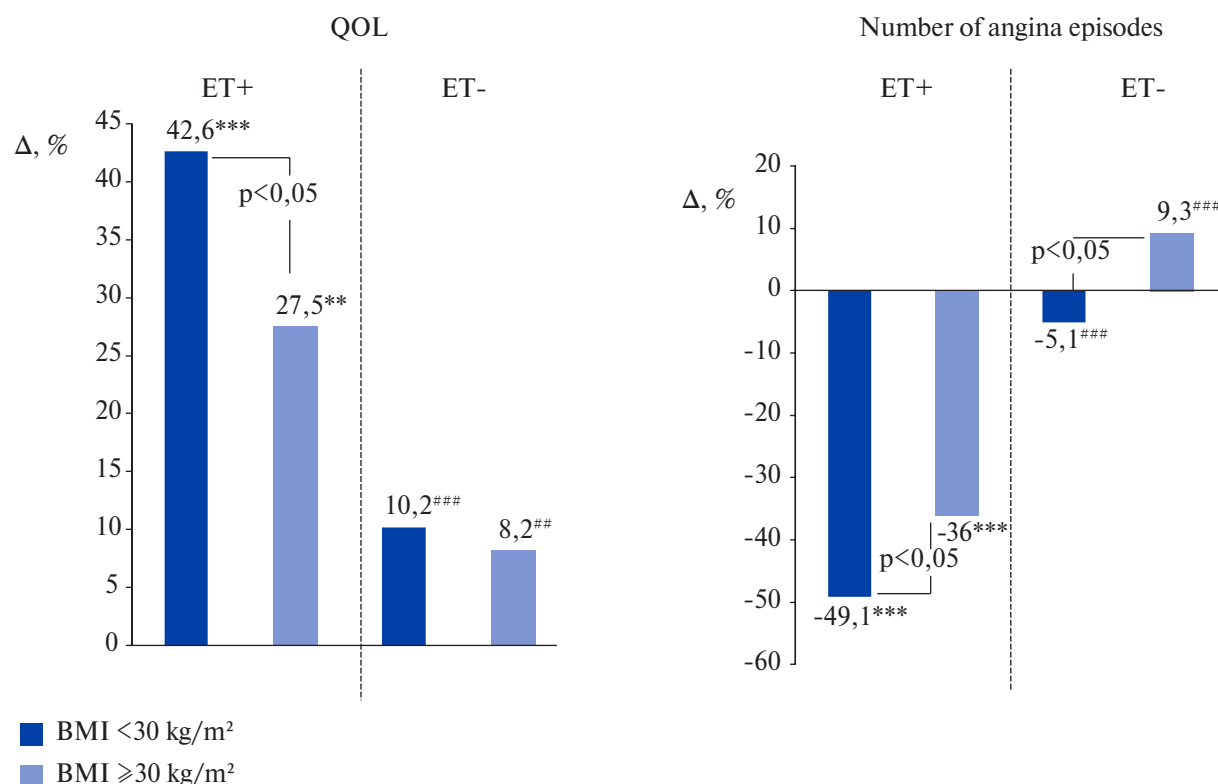 QOL
ET+
ET-
Δ, %
45
40
35
30
25
20
15
10
5
0
42,6***
p<0,05
27,5**
10,2###
8,2##
Number of angina episodes
ET+
ET-
Δ, %
20
10
0
-10
-20
-30
-40
-50
-60
9,3###
p<0,05
-5,1###
-36***
p<0,05
-49,1***
BMI <30 kg/m²
BMI ⩾30 kg/m²